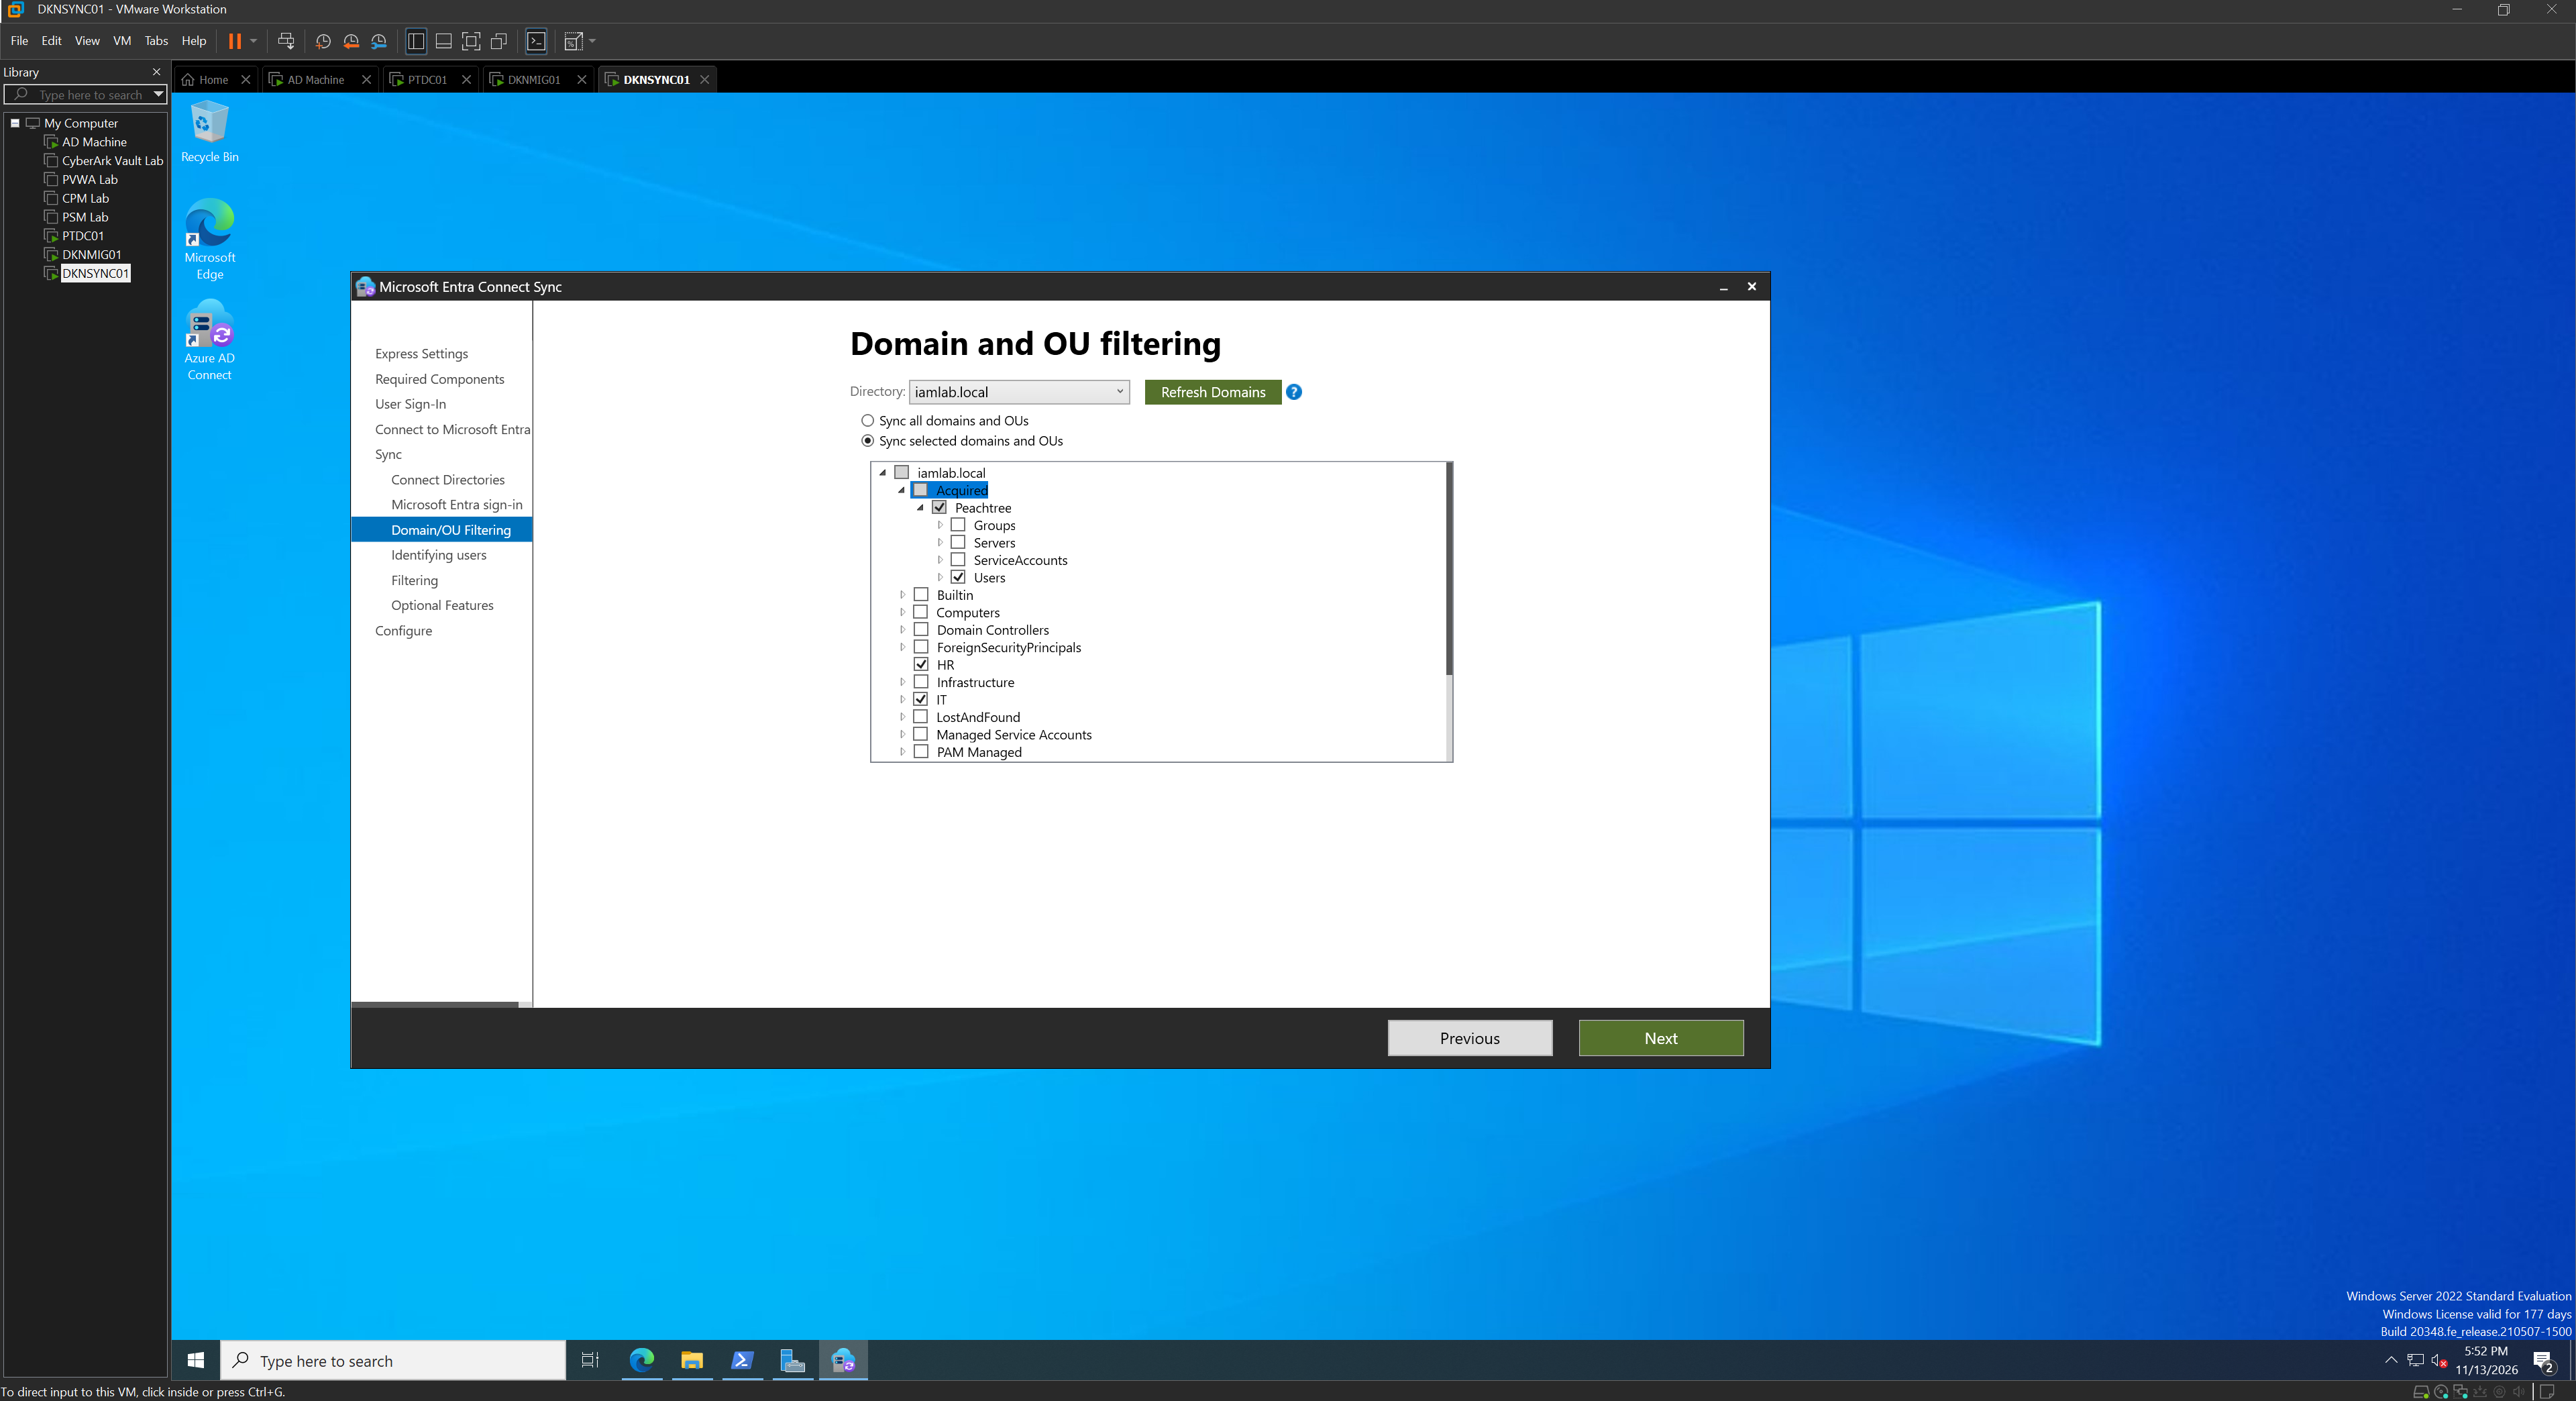 DKNSYNC01 - VMware Workstation
File Edit View VM Tabs Help
Library
Type here to search
My Computer
AD Machine
CyberArk Vault Lab
PVWA Lab
CPM Lab
PSM Lab
PTDC01
DKNMIG01
DKNSYNC01
Home AD Machine PTDC01 DKNMIG01 DKNSYNC01
Recycle Bin
Microsoft
Edge
Azure AD
Connect
Microsoft Entra Connect Sync
Express Settings
Required Components
User Sign-In
Connect to Microsoft Entra
Sync
Connect Directories
Microsoft Entra sign-in
Domain/OU Filtering
Identifying users
Filtering
Optional Features
Configure
Domain and OU filtering
Directory: iamlab.local Refresh Domains ?
Sync all domains and OUs
Sync selected domains and OUs
iamlab.local
Acquired
Peachtree
Groups
Servers
ServiceAccounts
Users
Builtin
Computers
Domain Controllers
ForeignSecurityPrincipals
HR
Infrastructure
IT
LostAndFound
Managed Service Accounts
PAM Managed
Previous Next
Windows Server 2022 Standard Evaluation
Windows License valid for 177 days
Build 20348.fe_release.210507-1500
Type here to search
5:52 PM
11/13/2026
2
To direct input to this VM, click inside or press Ctrl+G.